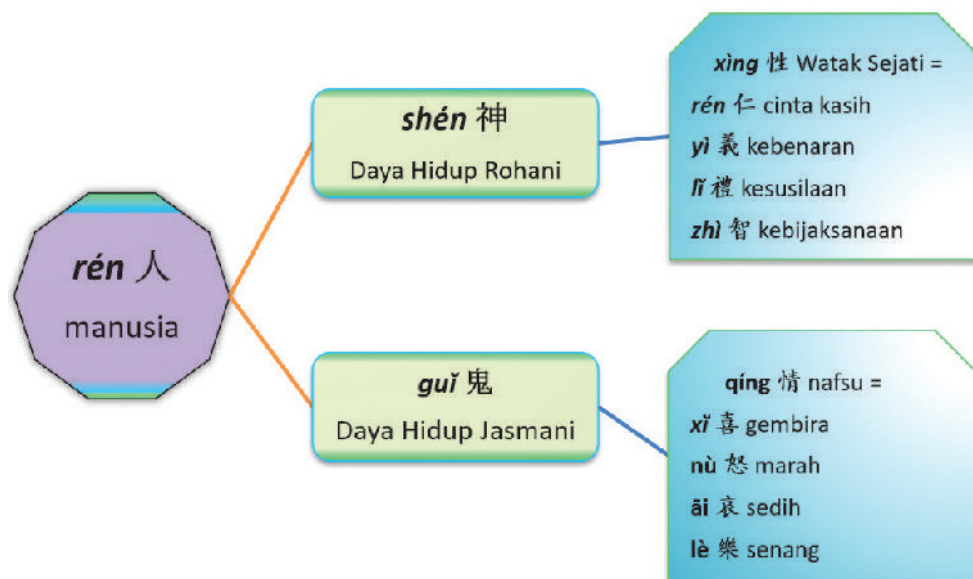 rén 人
manusia
shén 神
Daya Hidup Rohani
xìng 性 Watak Sejati =
rén 仁 cinta kasih
yì 義 kebenaran
lǐ 禮 kesusilaan
zhì 智 kebijaksanaan
guǐ 鬼
Daya Hidup Jasmani
qíng 情 nafsu =
xǐ 喜 gembira
nù 怒 marah
āi 哀 sedih
lè 樂 senang